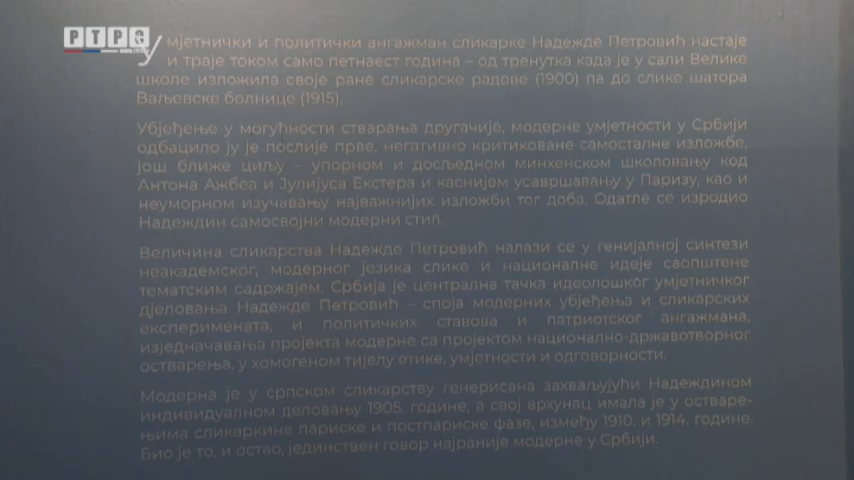 РТРС
Умјетнички и политички ангажман сликарке Надежде Петровић настаје
и траје током само петнаест година – од тренутка када је у сали Велике
школе изложила своје ране сликарске радове (1900) па до слике шатора
Ваљевске болнице (1915).
Убјеђење у могућности стварања другачије, модерне умјетности у Србији
одбацило ју је послије прве, негативно критиковане самосталне изложбе,
још ближе циљу – упорном и досљедном минхенском школовању код
Антона Ажбеа и Јулијуса Екстера и каснијем усавршавању у Паризу, као и
неуморном изучавању најважнијих изложби тог доба. Одатле се изродио
Надеждин самосвојни модерни стил.
Величина сликарства Надежде Петровић налази се у генијалној синтези
неакадемског, модерног језика слике и националне идеје саопштене
тематским садржајем. Србија је централна тачка идеолошког умјетничког
дјеловања Надежде Петровић – споја модерних убјеђења и сликарских
експеримената, и политичких ставова и патриотског ангажмана,
изједначавања пројекта модерне са пројектом национално-државотворног
остварења, у хомогеном тијелу етике, умјетности и одговорности.
Модерна је у српском сликарству генерисана захваљујући Надеждином
индивидуалном деловању 1905. године, а свој врхунац имала је у оства­ре-
њима сликаркине париске и постпариске фазе, између 1910. и 1914. године.
Био је то, и остао, јединствен говор најраније модерне у Србији.